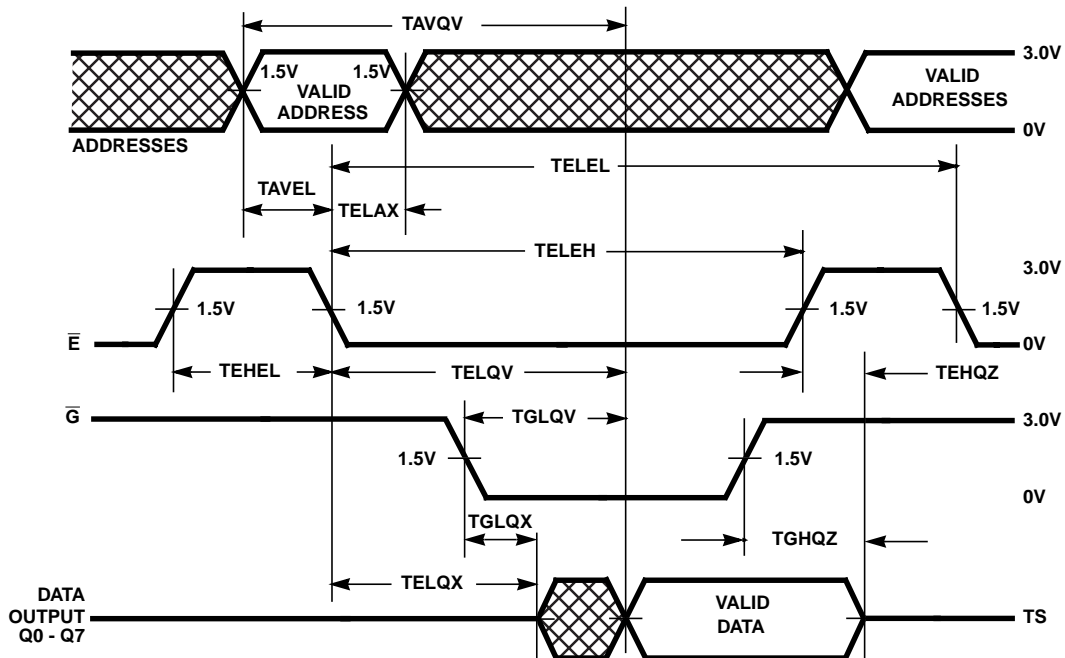 TAVQV
1.5V
1.5V
VALID
ADDRESS
VALID
ADDRESSES
3.0V
0V
ADDRESSES
TELEL
TAVEL
TELAX
TELEH
3.0V
1.5V
1.5V
1.5V
1.5V
E
0V
TEHEL
TELQV
TEHQZ
G
TGLQV
3.0V
1.5V
1.5V
0V
TGLQX
TGHQZ
TELQX
DATA
OUTPUT
Q0 - Q7
VALID
DATA
TS